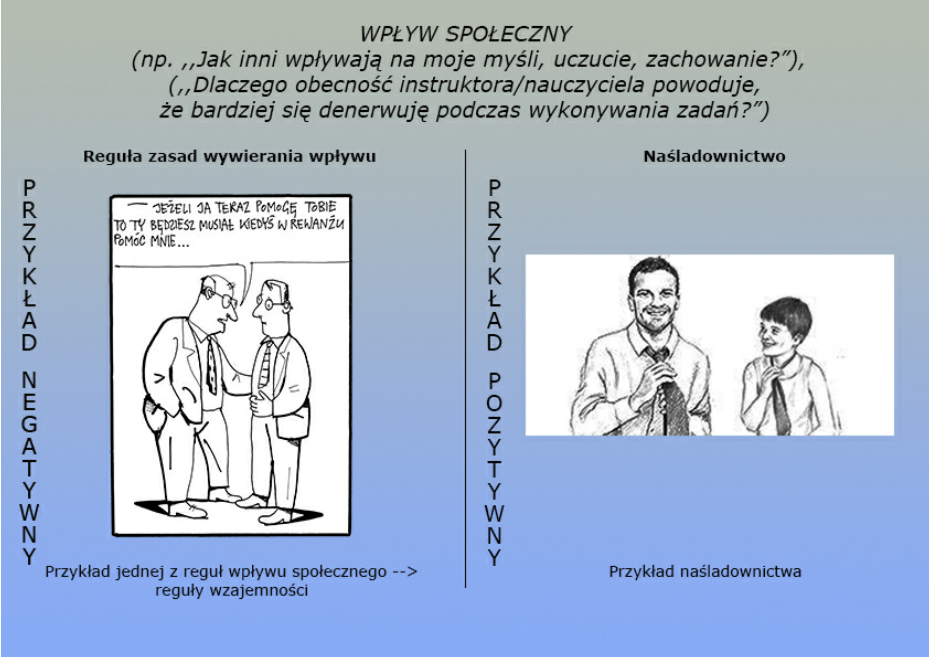 WPŁYW SPOŁECZNY
(np. ,,Jak inni wpływają na moje myśli, uczucie, zachowanie?"),
(,,Dlaczego obecność instruktora/nauczyciela powoduje,
że bardziej się denerwuję podczas wykonywania zadań?")
Reguła zasad wywierania wpływu
PRZYKŁAD NEGATYWNY
— JEŻELI JA TERAZ POMOGĘ TOBIE
TO TY BĘDZIESZ MUSIAŁ KIEDYŚ W REWANŻU
POMÓC MNIE...
Przykład jednej z reguł wpływu społecznego -->
reguły wzajemności
Naśladownictwo
PRZYKŁAD POZYTYWNY
Przykład naśladownictwa